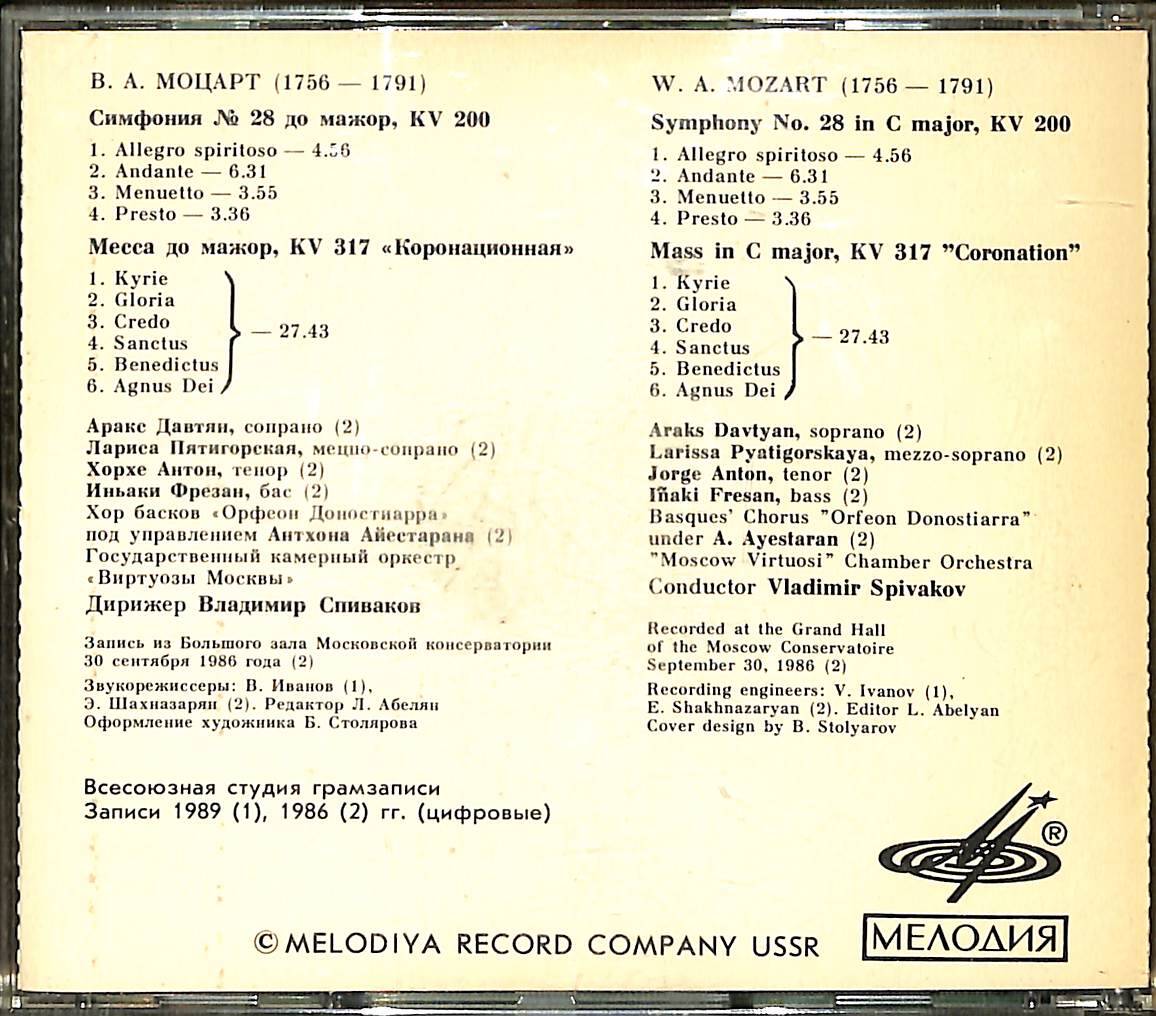 В. А. МОЦАРТ (1756 — 1791)
Симфония № 28 до мажор, KV 200
1. Allegro spiritoso — 4.56
2. Andante — 6.31
3. Menuetto — 3.55
4. Presto — 3.36
Месса до мажор, KV 317 «Коронационная»
1. Kyrie
2. Gloria
3. Credo
4. Sanctus
5. Benedictus
6. Agnus Dei
— 27.43
Аракс Давтян, сопрано (2)
Лариса Пятигорская, меццо-сопрано (2)
Хорхе Антон, тенор (2)
Иньаки Фрезан, бас (2)
Хор басков «Орфеон Доностиарра»
под управлением Антхона Айестарана (2)
Государственный камерный оркестр
«Виртуозы Москвы»
Дирижер Владимир Спиваков
Запись из Большого зала Московской консерватории
30 сентября 1986 года (2)
Звукорежиссеры: В. Иванов (1),
Э. Шахназарян (2). Редактор Л. Абелян
Оформление художника Б. Столярова
Всесоюзная студия грамзаписи
Записи 1989 (1), 1986 (2) гг. (цифровые)
W. A. MOZART (1756 — 1791)
Symphony No. 28 in C major, KV 200
1. Allegro spiritoso — 4.56
2. Andante — 6.31
3. Menuetto — 3.55
4. Presto — 3.36
Mass in C major, KV 317 ”Coronation”
1. Kyrie
2. Gloria
3. Credo
4. Sanctus
5. Benedictus
6. Agnus Dei
— 27.43
Araks Davtyan, soprano (2)
Larissa Pyatigorskaya, mezzo-soprano (2)
Jorge Anton, tenor (2)
Iñaki Fresan, bass (2)
Basques’ Chorus ”Orfeon Donostiarra”
under A. Ayestaran (2)
”Moscow Virtuosi” Chamber Orchestra
Conductor Vladimir Spivakov
Recorded at the Grand Hall
of the Moscow Conservatoire
September 30, 1986 (2)
Recording engineers: V. Ivanov (1),
E. Shakhnazaryan (2). Editor L. Abelyan
Cover design by B. Stolyarov
®
© MELODIYA RECORD COMPANY USSR
МЕЛОДИЯ